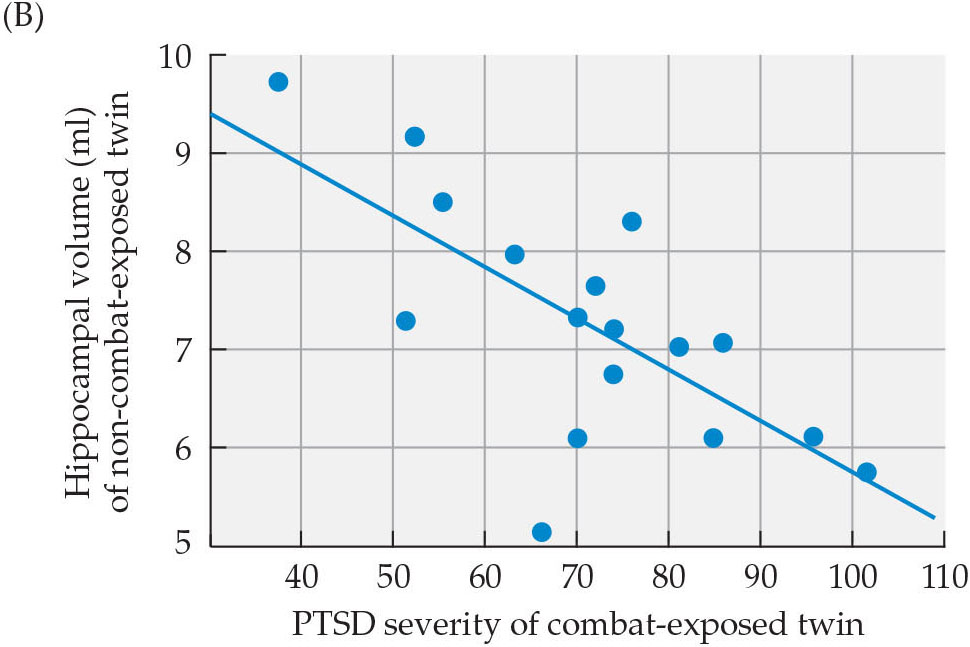 (B)
Hippocampal volume (ml)
of non-combat-exposed twin
10
9
8
7
6
5
40 50 60 70 80 90 100 110
PTSD severity of combat-exposed twin